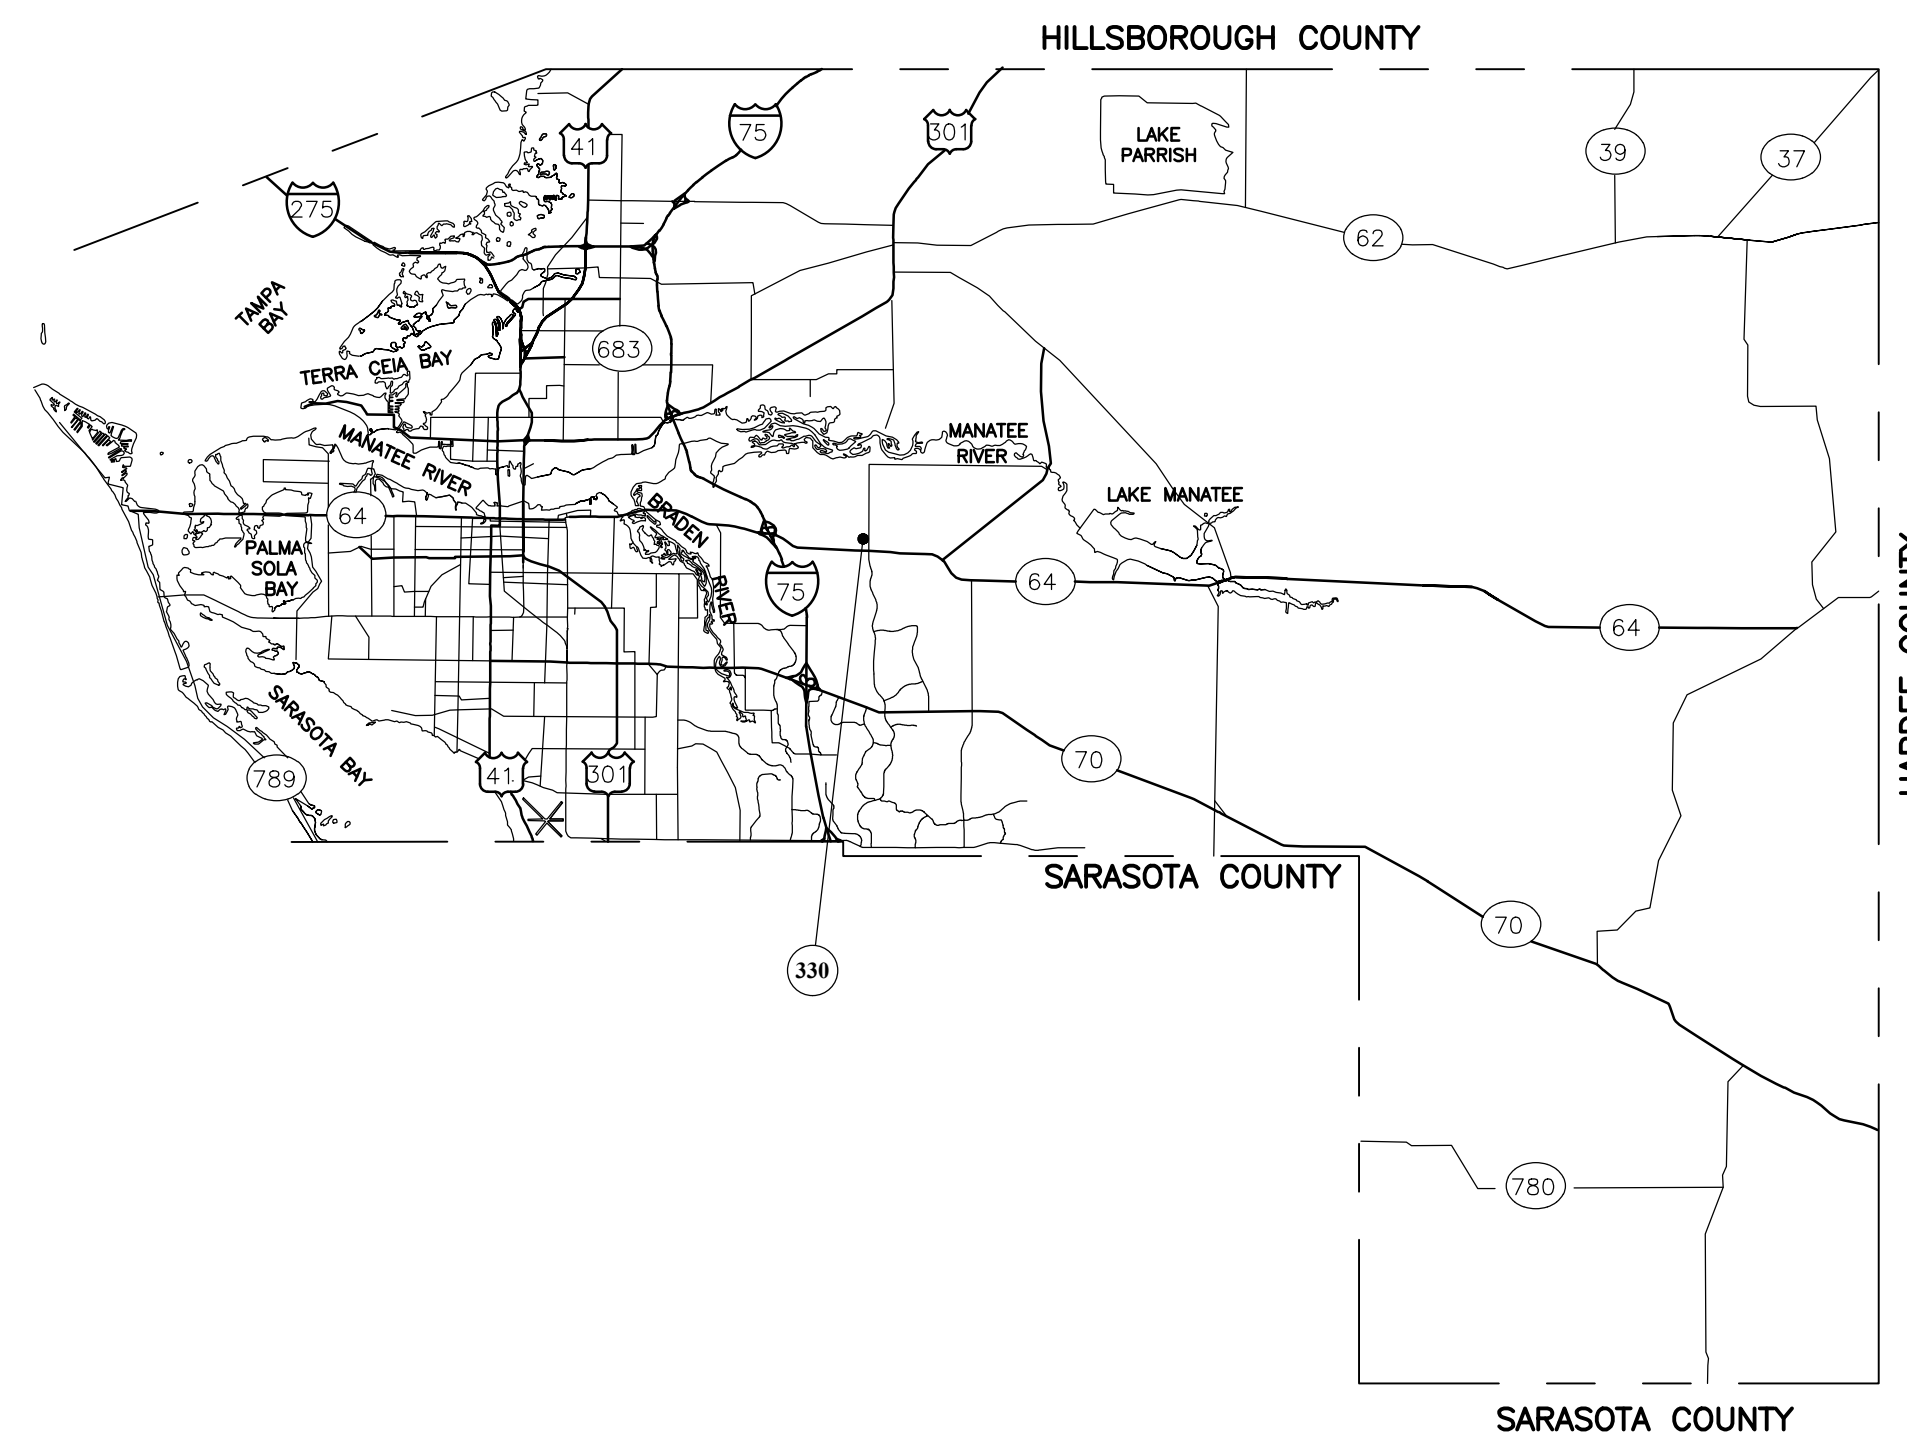 HILLSBOROUGH COUNTY
41
75
301
LAKE
PARRISH
39
37
275
62
TAMPA
BAY
683
TERRA CEIA BAY
MANATEE RIVER
MANATEE
RIVER
LAKE MANATEE
64
BRADEN
RIVER
PALMA
SOLA
BAY
75
64
64
HARDEE COUNTY
SARASOTA BAY
789
41
301
70
SARASOTA COUNTY
70
330
780
SARASOTA COUNTY